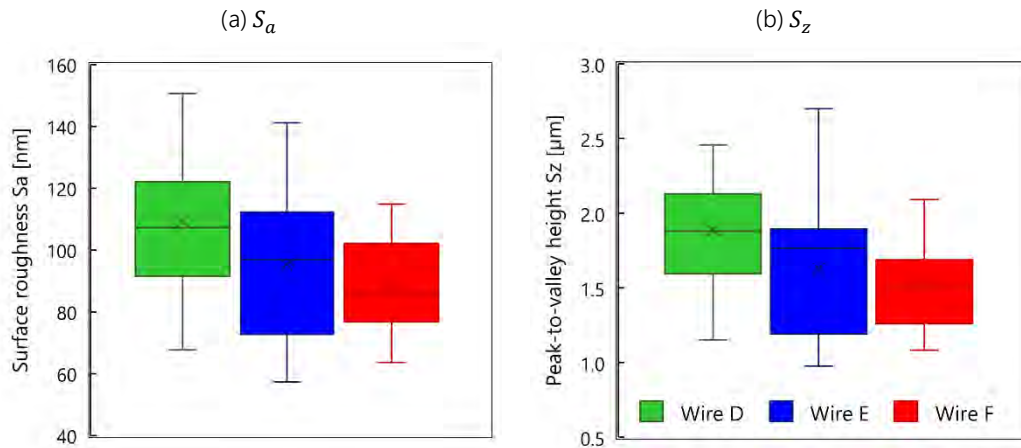 (a) Sₐ
(b) S_z
Surface roughness Sa [nm]
160
140
120
100
80
60
40
Peak-to-valley height Sz [µm]
3.0
2.5
2.0
1.5
1.0
0.5
Wire D
Wire E
Wire F